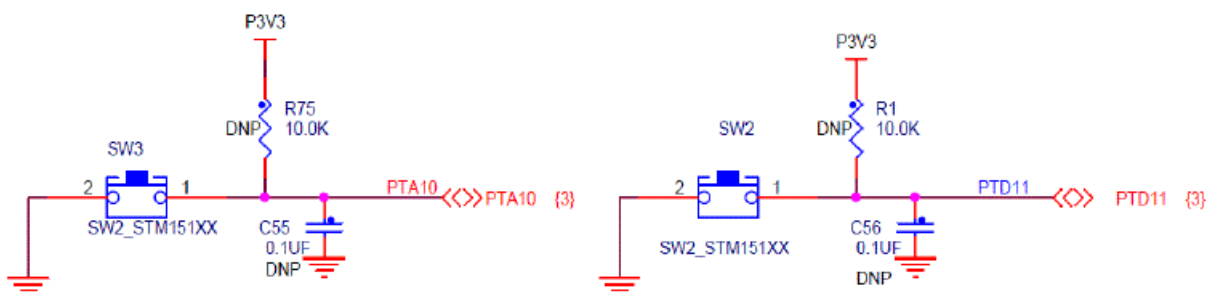 P3V3
R75
DNP
10.0K
SW3
2
1
SW2_STM151XX
PTA10
PTA10 {3}
C55
0.1UF
DNP
P3V3
R1
DNP
10.0K
SW2
2
1
SW2_STM151XX
PTD11
PTD11 {3}
C56
0.1UF
DNP